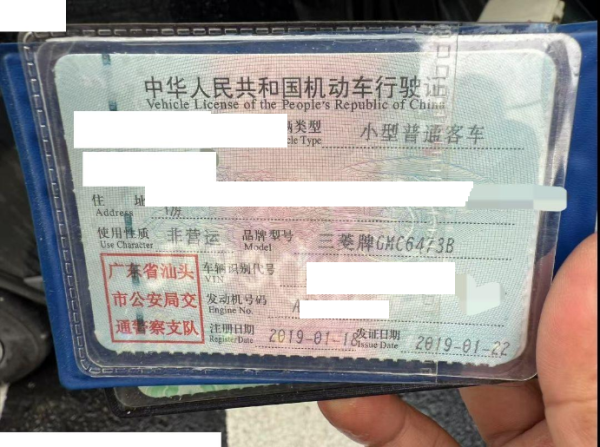 中华人民共和国机动车行驶证
Vehicle License of the People's Republic of China
类型 小型普通客车
Type
住 址
Address
使用性质 非营运 品牌型号 三菱牌GMC6473B
Use Character Model
广东省汕头 车辆识别代号
VIN
市公安局交 发动机号码 A
Engine No.
通警察支队 注册日期 2019-01-1 发证日期 2019-01-22
Register Date Issue Date